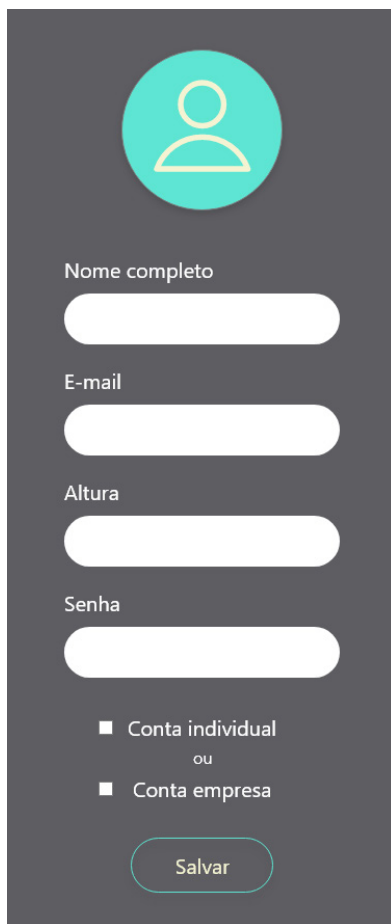 Nome completo
E-mail
Altura
Senha
Conta individual
ou
Conta empresa
Salvar